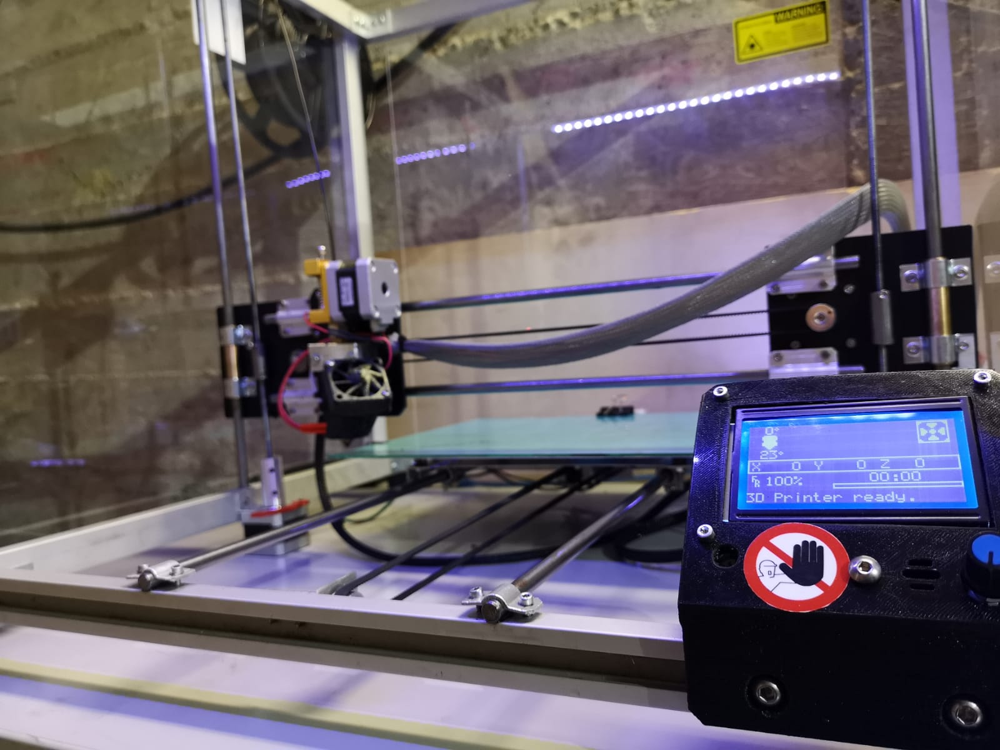 WARNING
0°
23°
X 0 Y 0 Z 0
FR 100% 00:00
3D Printer ready.